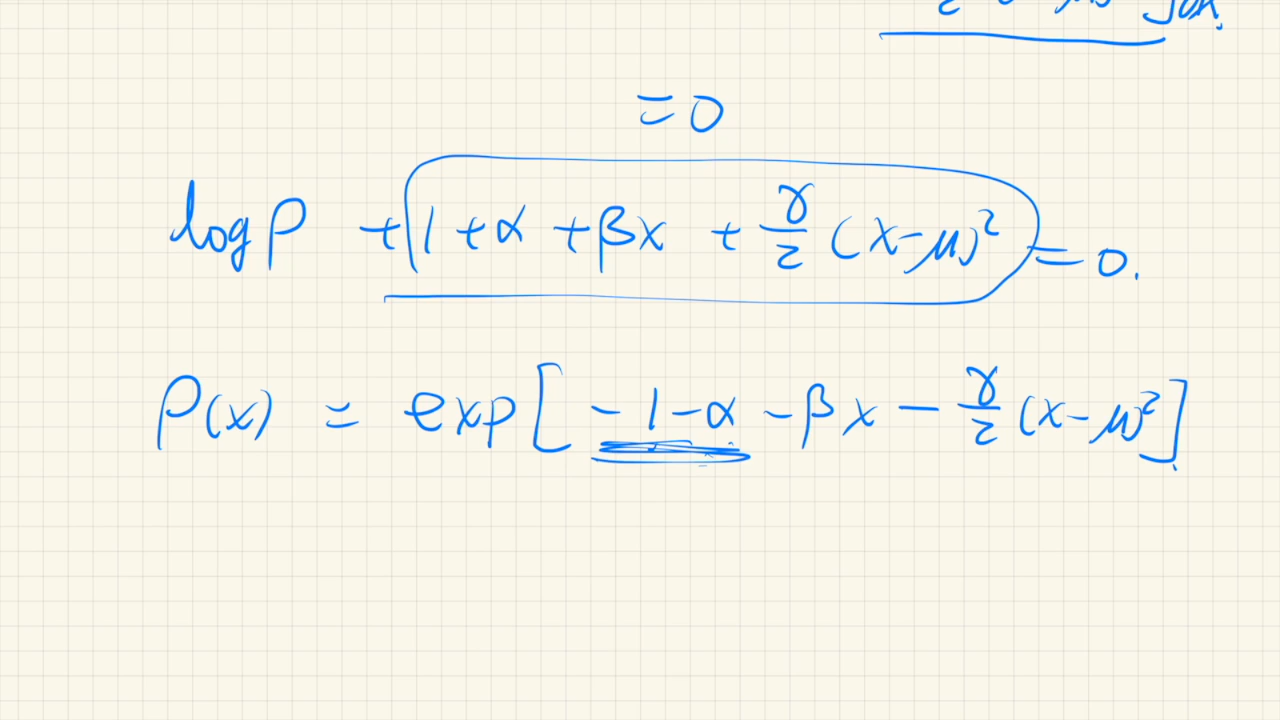 = 0
log ρ + 1 + α + βx + γ/2 (x-μ)² = 0.
ρ(x) = exp[ -1-α -βx - γ/2 (x-μ)² ].